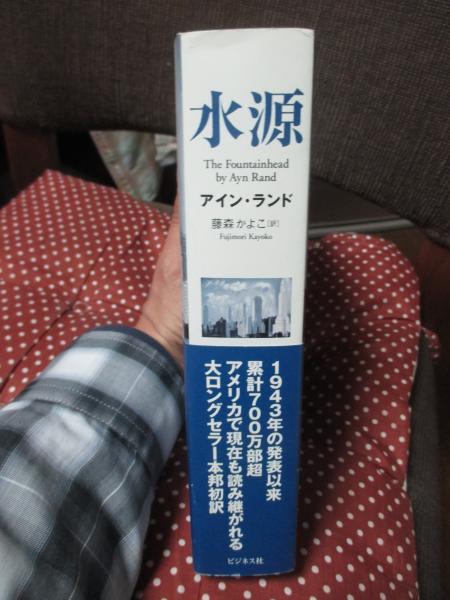 水源
The Fountainhead
by Ayn Rand
アイン・ランド
藤森かよこ[訳]
Fujimori Kayoko
1943年の発表以来
累計700万部超
アメリカで現在も読み継がれる
大ロングセラー本邦初訳
ビジネス社